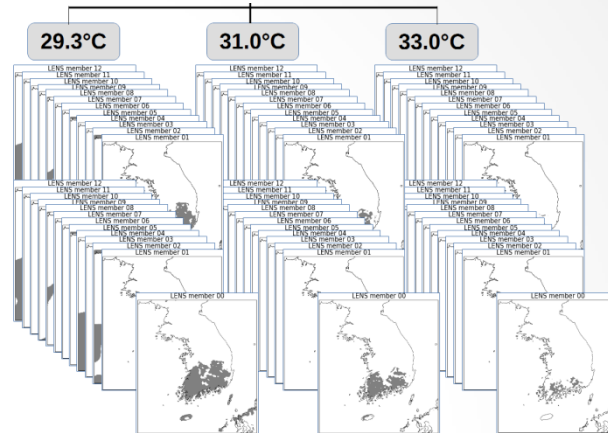 29.3°C 31.0°C 33.0°C
LENS member 12 LENS member 12 LENS member 12
LENS member 11 LENS member 11 LENS member 11
LENS member 10 LENS member 10 LENS member 10
LENS member 09 LENS member 09 LENS member 09
LENS member 08 LENS member 08 LENS member 08
LENS member 07 LENS member 07 LENS member 07
LENS member 06 LENS member 06 LENS member 06
LENS member 05 LENS member 05 LENS member 05
LENS member 04 LENS member 04 LENS member 04
LENS member 03 LENS member 03 LENS member 03
LENS member 02 LENS member 02 LENS member 02
LENS member 01 LENS member 01 LENS member 01
LENS member 12 LENS member 12 LENS member 12
LENS member 11 LENS member 11 LENS member 11
LENS member 10 LENS member 10 LENS member 10
LENS member 09 LENS member 09 LENS member 09
LENS member 08 LENS member 08 LENS member 08
LENS member 07 LENS member 07 LENS member 07
LENS member 06 LENS member 06 LENS member 06
LENS member 05 LENS member 05 LENS member 05
LENS member 04 LENS member 04 LENS member 04
LENS member 03 LENS member 03 LENS member 03
LENS member 02 LENS member 02 LENS member 02
LENS member 01 LENS member 01 LENS member 01
LENS member 00 LENS member 00 LENS member 00